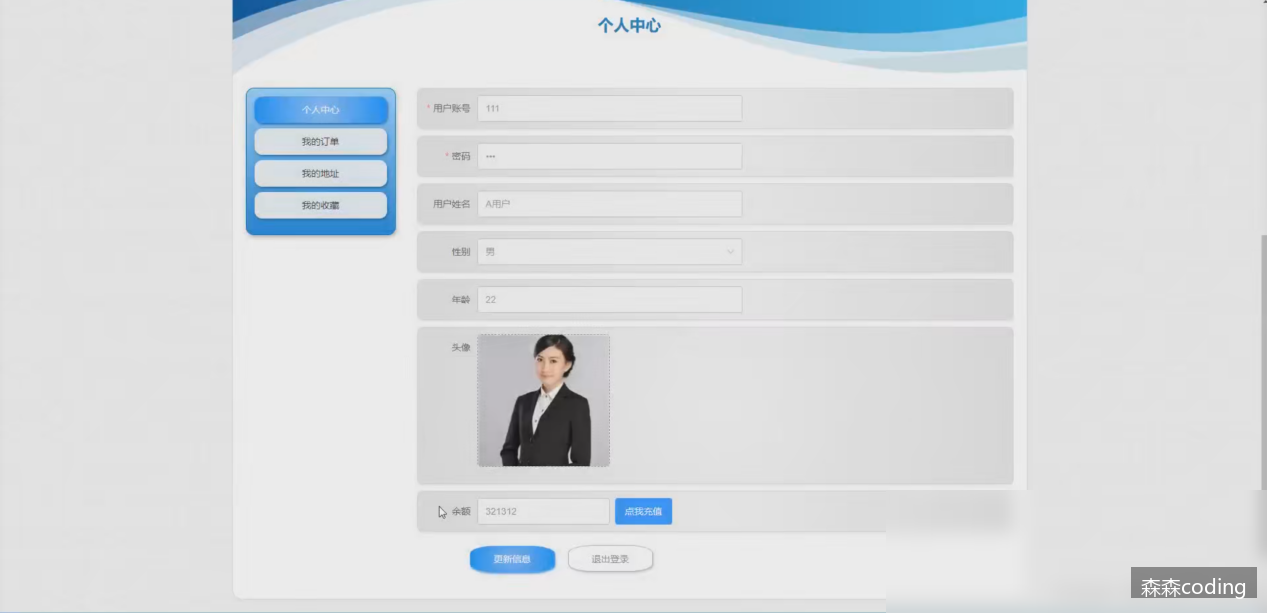 个人中心
个人中心
我的订单
我的地址
我的收藏
* 用户账号 111
* 密码 •••
用户姓名 A用户
性别 男
年龄 22
头像
余额 321312 点我充值
更新信息 退出登录
森森coding